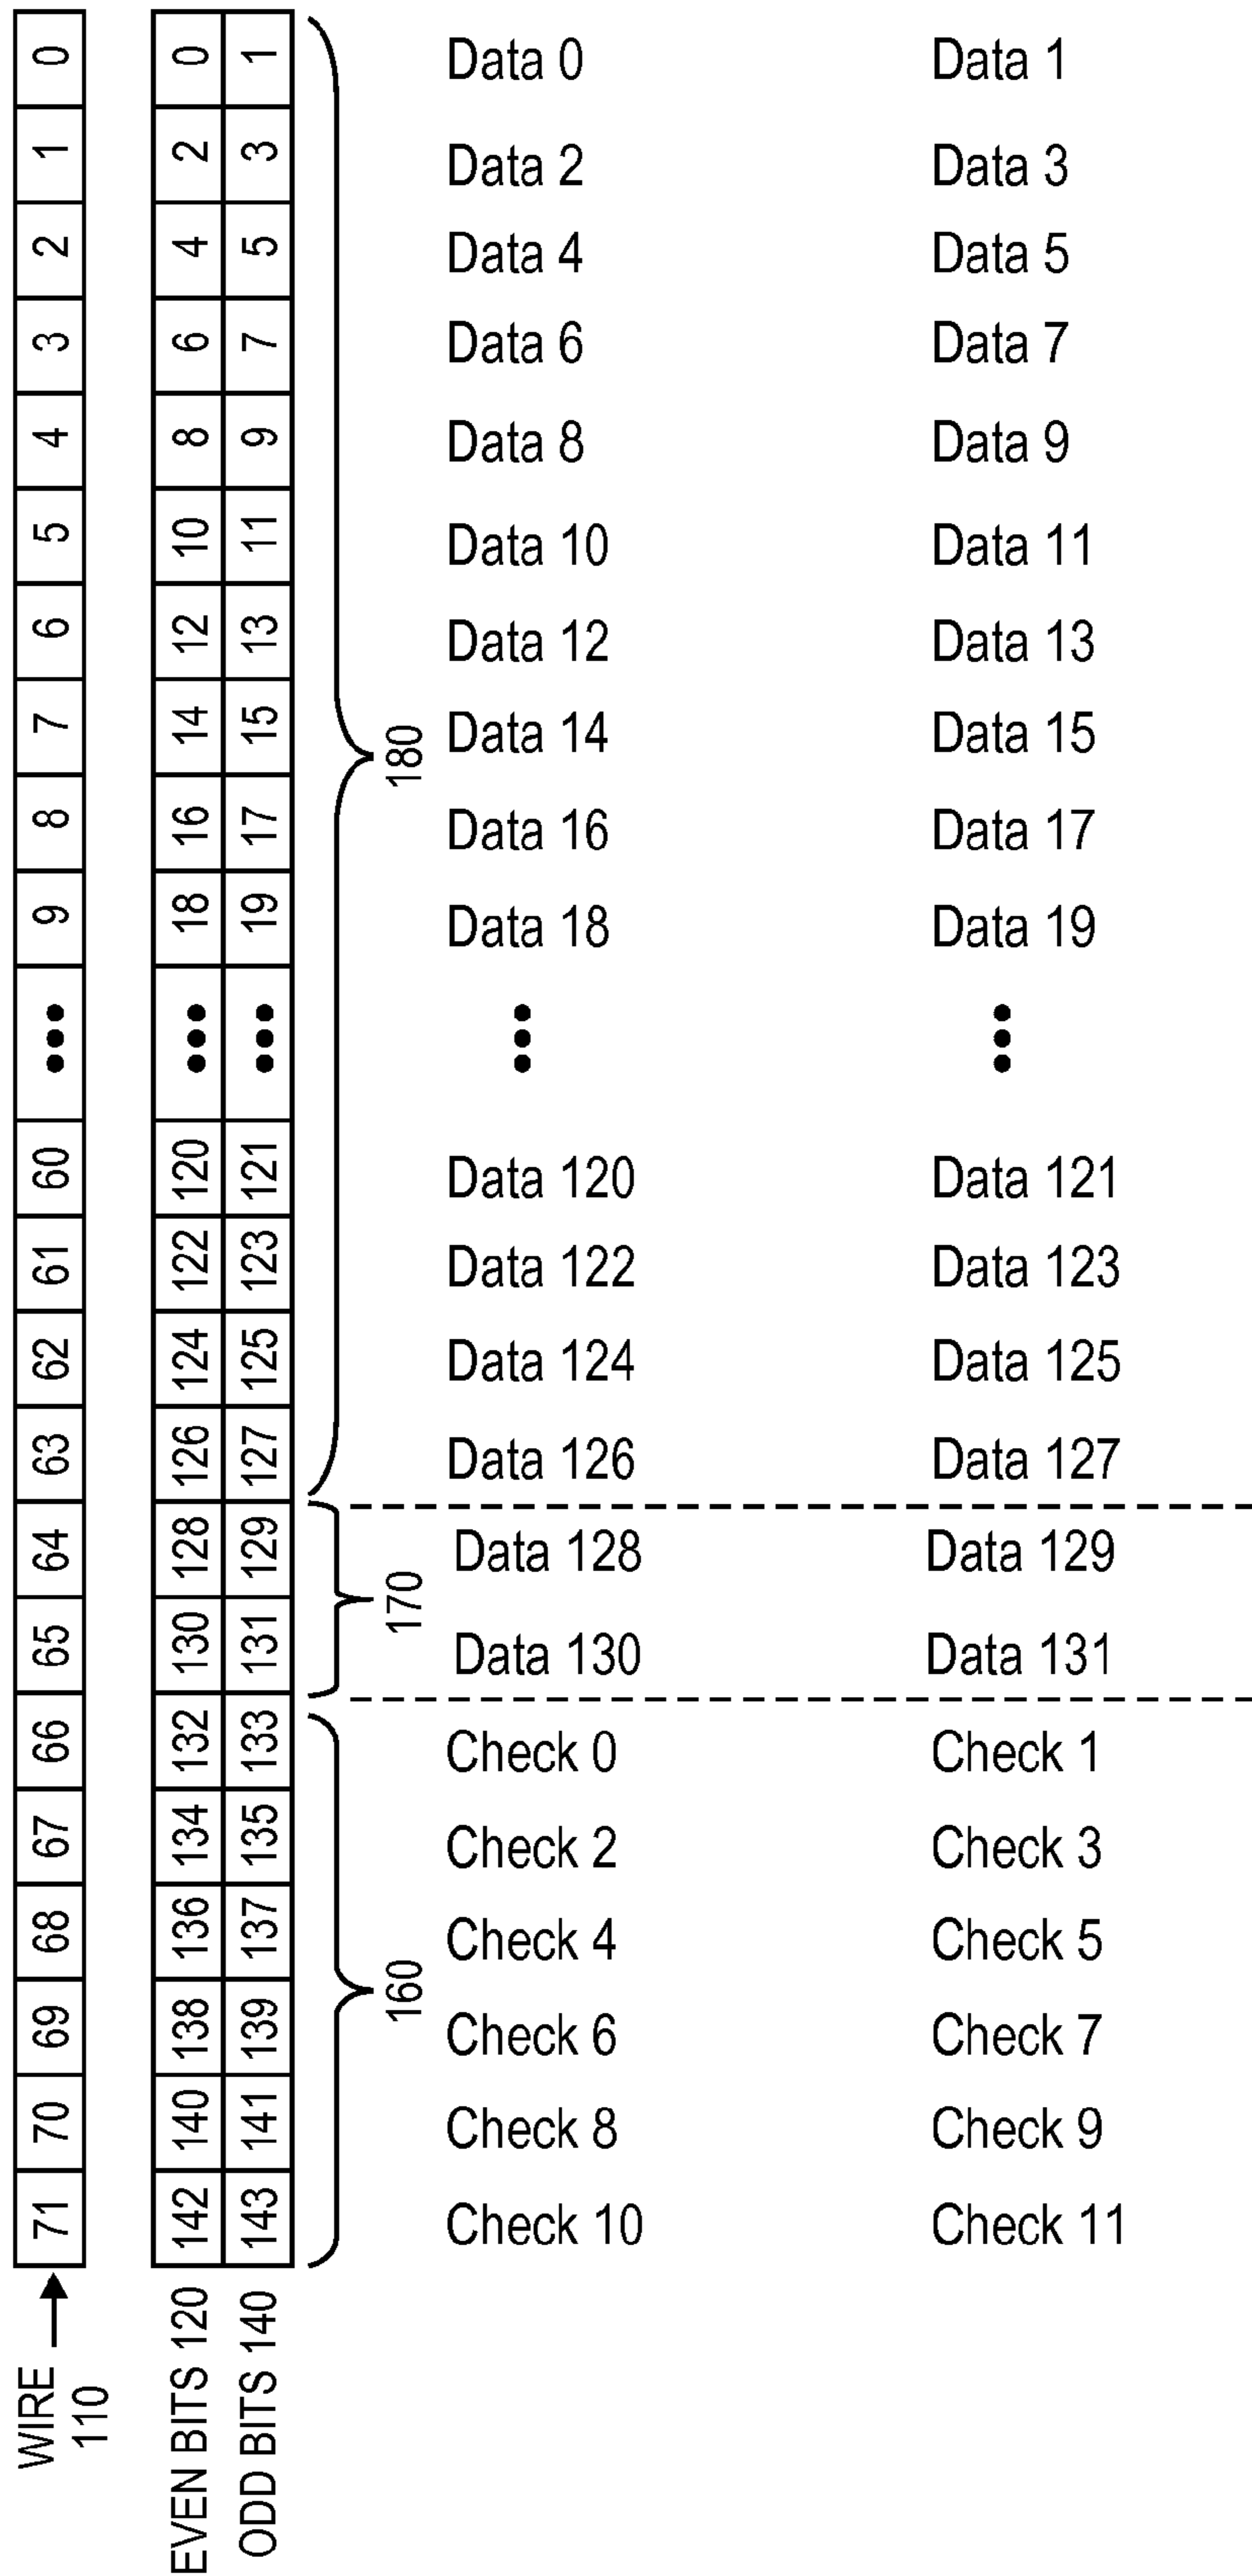 0 0 1 Data 0 Data 1
1 2 3 Data 2 Data 3
2 4 5 Data 4 Data 5
3 6 7 Data 6 Data 7
4 8 9 Data 8 Data 9
5 10 11 Data 10 Data 11
6 12 13 Data 12 Data 13
7 14 15 Data 14 Data 15
180
8 16 17 Data 16 Data 17
9 18 19 Data 18 Data 19
••• ••• ••• ••• •••
60 120 121 Data 120 Data 121
61 122 123 Data 122 Data 123
62 124 125 Data 124 Data 125
63 126 127 Data 126 Data 127
64 128 129 Data 128 Data 129
170
65 130 131 Data 130 Data 131
66 132 133 Check 0 Check 1
67 134 135 Check 2 Check 3
68 136 137 Check 4 Check 5
160
69 138 139 Check 6 Check 7
70 140 141 Check 8 Check 9
71 142 143 Check 10 Check 11
WIRE
110
EVEN BITS 120
ODD BITS 140